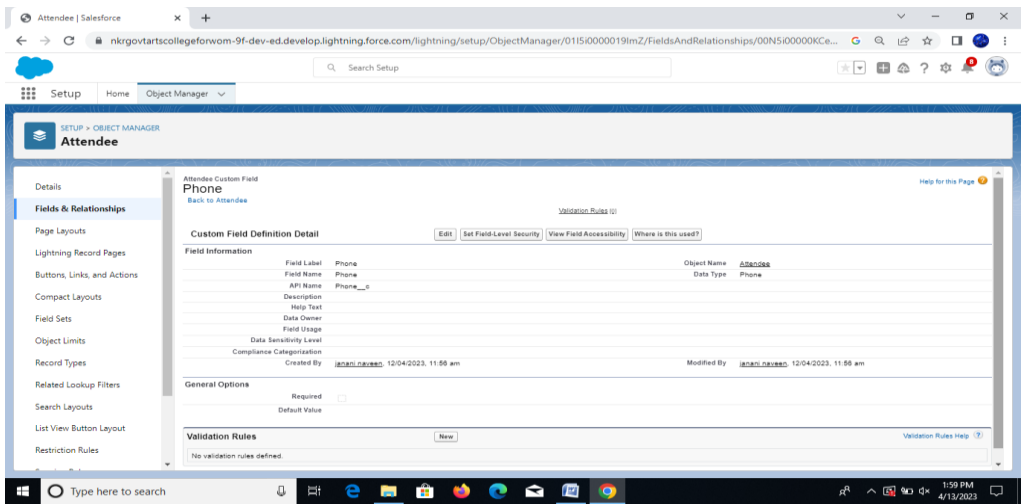 Attendee | Salesforce
nkrgovtartscollegeforwom-9f-dev-ed.develop.lightning.force.com/lightning/setup/ObjectManager/01I5i0000019ImZ/FieldsAndRelationships/00N5i00000KCe...
Search Setup
8
Setup Home Object Manager
SETUP > OBJECT MANAGER
Attendee
Details
Fields & Relationships
Page Layouts
Lightning Record Pages
Buttons, Links, and Actions
Compact Layouts
Field Sets
Object Limits
Record Types
Related Lookup Filters
Search Layouts
List View Button Layout
Restriction Rules
Attendee Custom Field
Phone
Back to Attendee
Help for this Page
Validation Rules [0]
Custom Field Definition Detail Edit Set Field-Level Security View Field Accessibility Where is this used?
Field Information
Field Label Phone Object Name Attendee
Field Name Phone Data Type Phone
API Name Phone__c
Description
Help Text
Data Owner
Field Usage
Data Sensitivity Level
Compliance Categorization
Created By janani naveen, 12/04/2023, 11:56 am Modified By janani naveen, 12/04/2023, 11:56 am
General Options
Required
Default Value
Validation Rules New Validation Rules Help ?
No validation rules defined.
Type here to search
1:59 PM
4/13/2023